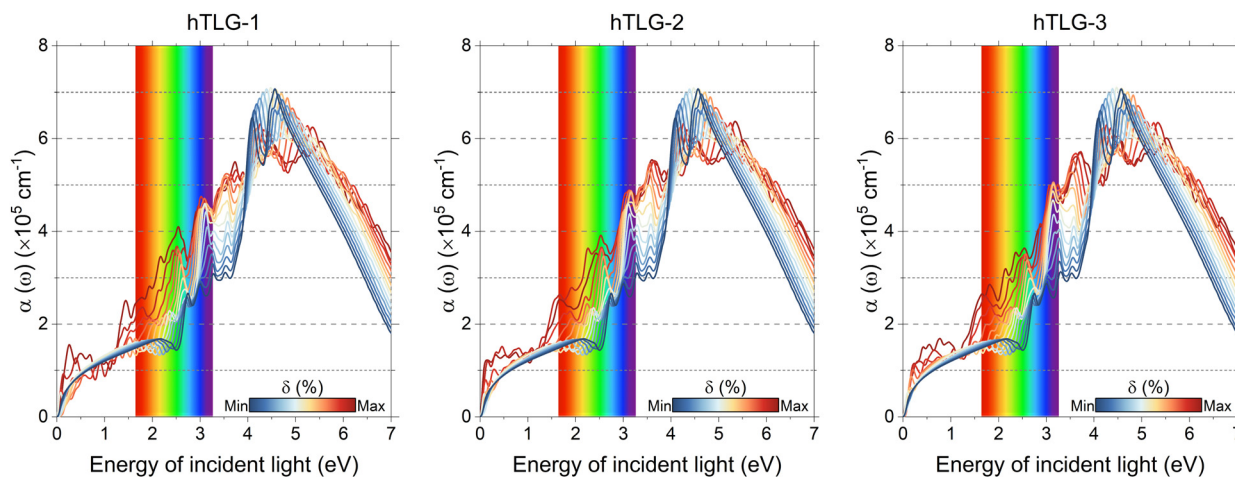 hTLG-1
8
6
4
2
0
α (ω) (×10⁵ cm⁻¹)
δ (%)
Min Max
0 1 2 3 4 5 6 7
Energy of incident light (eV)
hTLG-2
8
6
4
2
0
α (ω) (×10⁵ cm⁻¹)
δ (%)
Min Max
0 1 2 3 4 5 6 7
Energy of incident light (eV)
hTLG-3
8
6
4
2
0
α (ω) (×10⁵ cm⁻¹)
δ (%)
Min Max
0 1 2 3 4 5 6 7
Energy of incident light (eV)